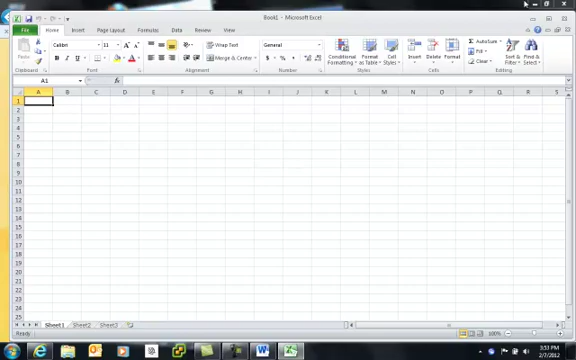 Book1 - Microsoft Excel
File Home Insert Page Layout Formulas Data Review View
Calibri 11 Wrap Text General AutoSum
Paste Fill
B I U Merge & Center $ % Conditional Formatting Format as Table Cell Styles Insert Delete Format Clear Sort & Filter Find & Select
Clipboard Font Alignment Number Styles Cells Editing
A1 fx
A B C D E F G H I J K L M N O P Q R S
1
2
3
4
5
6
7
8
9
10
11
12
13
14
15
16
17
18
19
20
21
22
23
24
25
Sheet1 Sheet2 Sheet3
Ready 100%
3:53 PM
2/7/2012